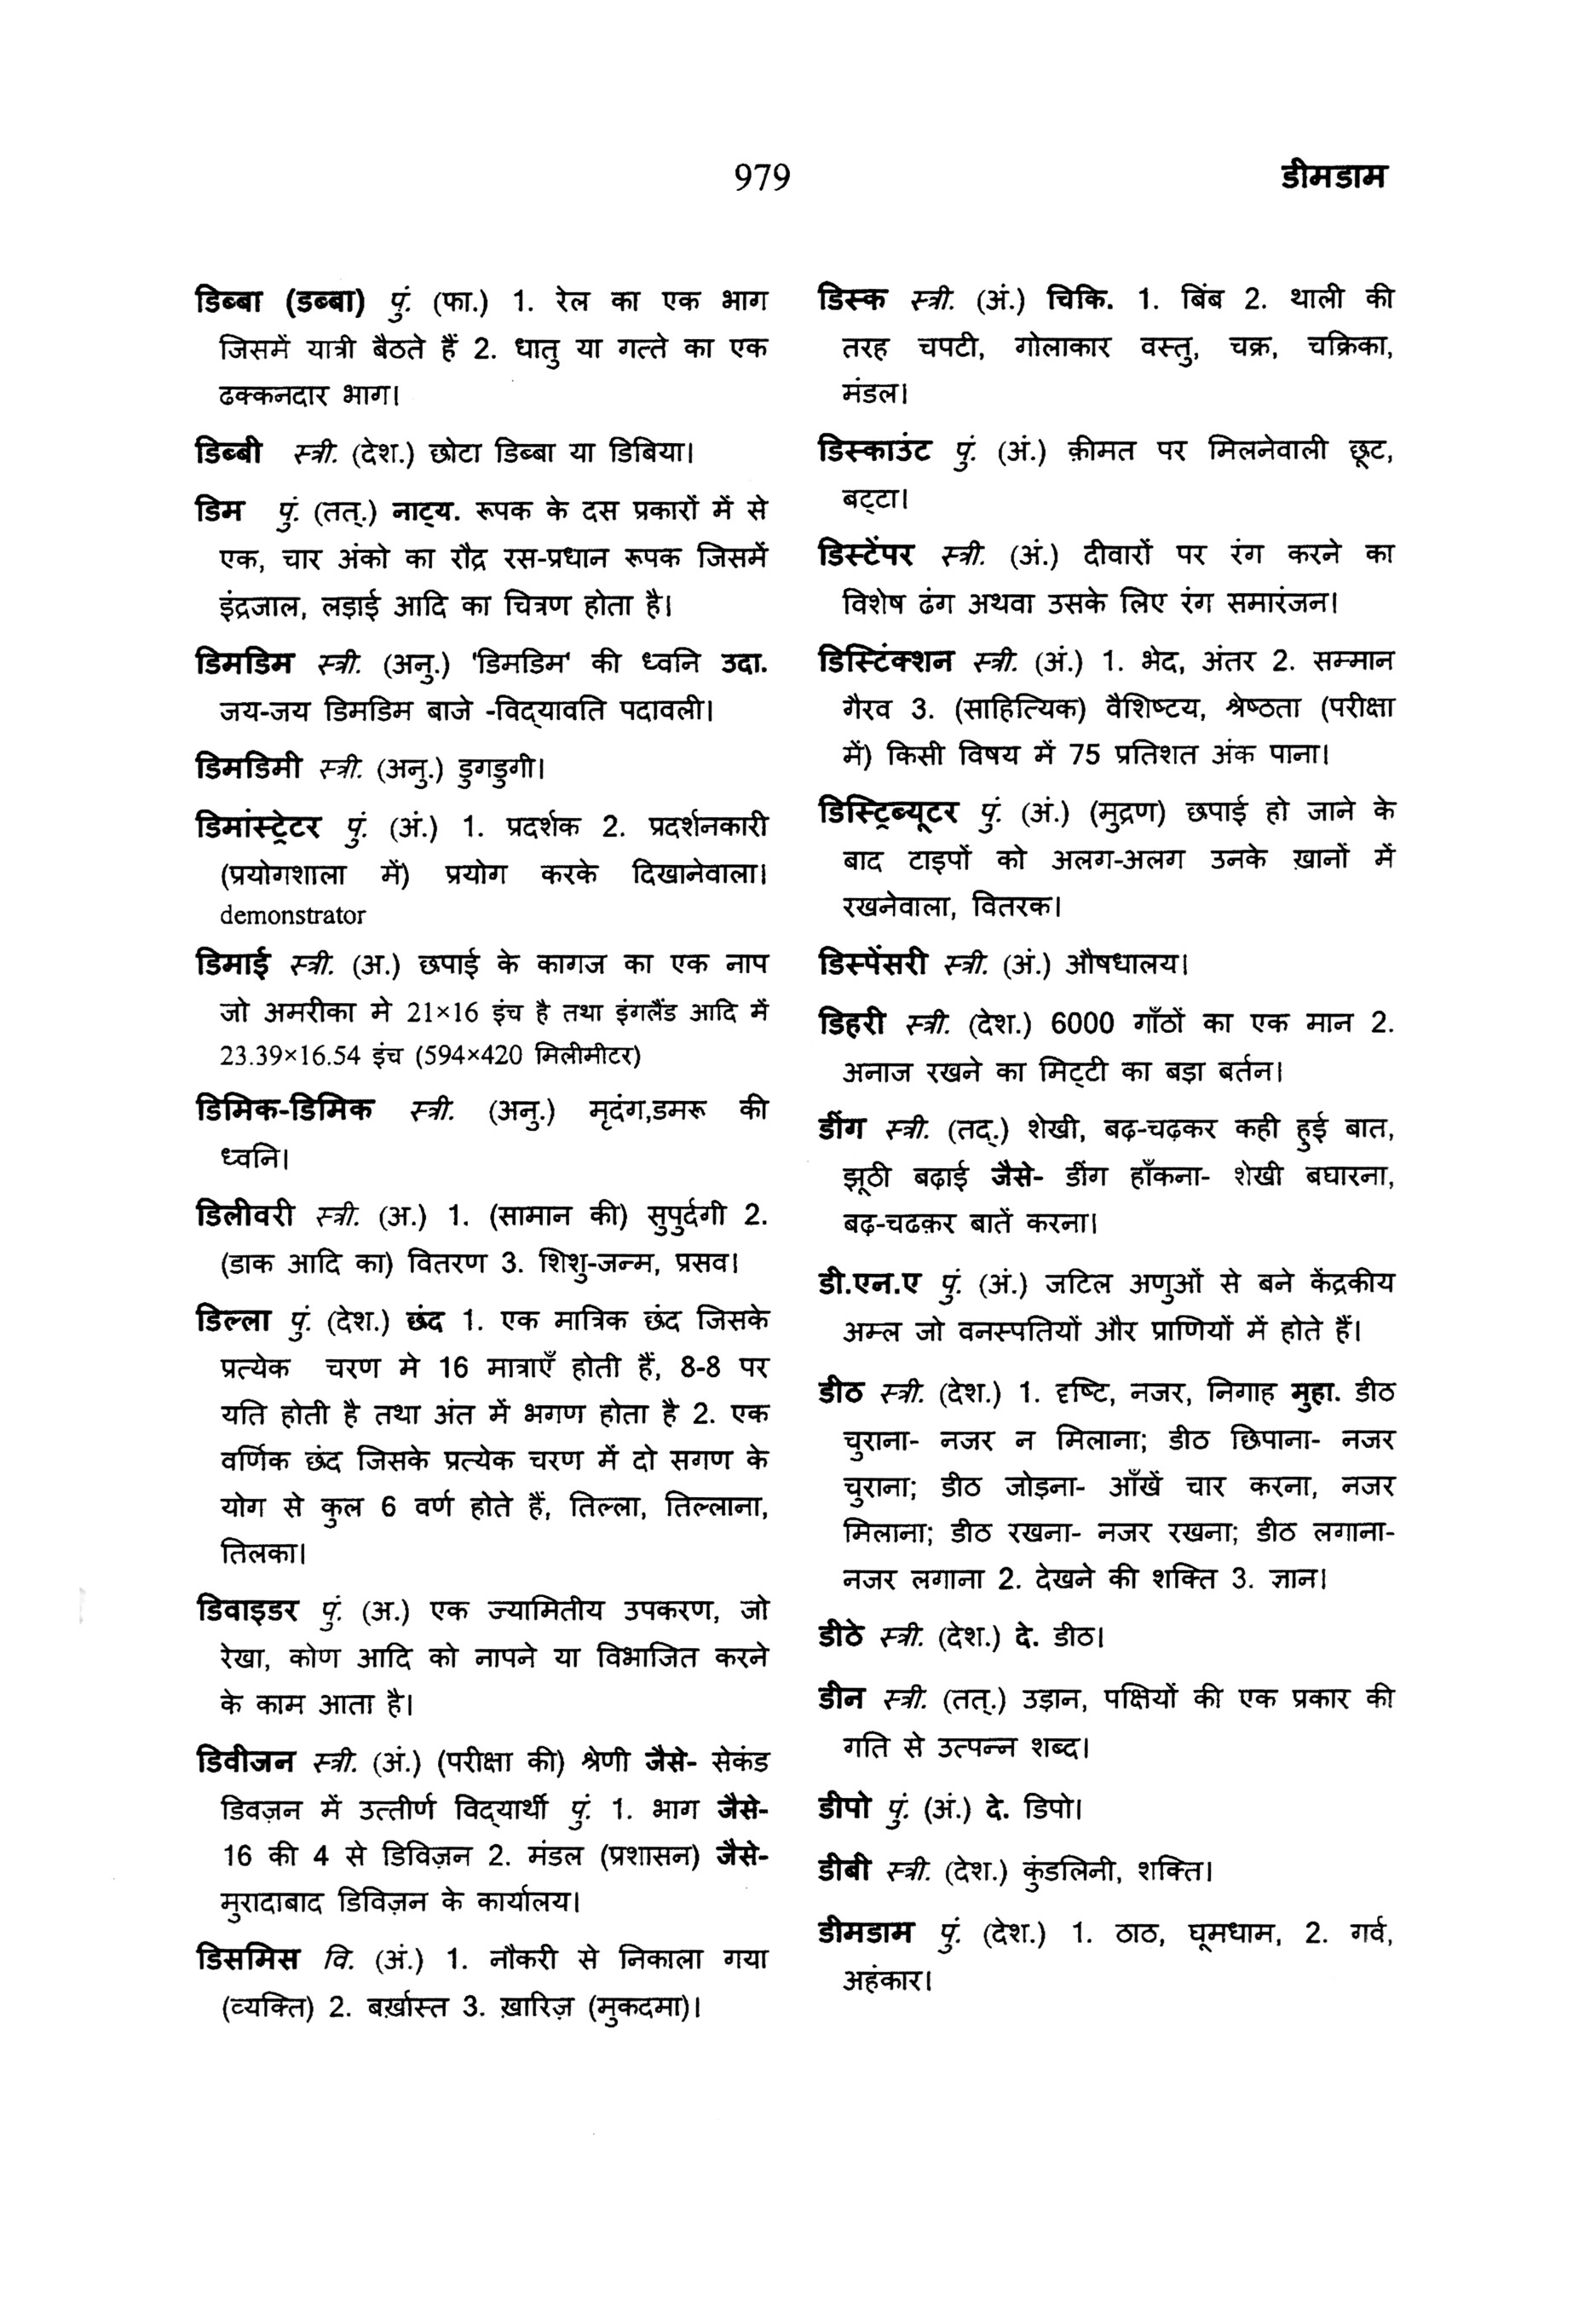 979
डीमडाम
डिब्बा (डब्बा) पुं. (फा.) 1. रेल का एक भाग
जिसमें यात्री बैठते हैं 2. धातु या गत्ते का एक
ढक्कनदार भाग।
डिब्बी स्त्री. (देश.) छोटा डिब्बा या डिबिया।
डिम पुं. (तत्.) नाट्य. रूपक के दस प्रकारों में से
एक, चार अंको का रौद्र रस-प्रधान रूपक जिसमें
इंद्रजाल, लड़ाई आदि का चित्रण होता है।
डिमडिम स्त्री. (अनु.) 'डिमडिम' की ध्वनि उदा.
जय-जय डिमडिम बाजे -विद्यावति पदावली।
डिमडिमी स्त्री. (अनु.) डुगडुगी।
डिमांस्ट्रेटर पुं. (अं.) 1. प्रदर्शक 2. प्रदर्शनकारी
(प्रयोगशाला में) प्रयोग करके दिखानेवाला।
demonstrator
डिमाई स्त्री. (अ.) छपाई के कागज का एक नाप
जो अमरीका मे 21×16 इंच है तथा इंगलैंड आदि में
23.39×16.54 इंच (594×420 मिलीमीटर)
डिमिक-डिमिक स्त्री. (अनु.) मृदंग,डमरू की
ध्वनि।
डिलीवरी स्त्री. (अ.) 1. (सामान की) सुपुर्दगी 2.
(डाक आदि का) वितरण 3. शिशु-जन्म, प्रसव।
डिल्ला पुं. (देश.) छंद 1. एक मात्रिक छंद जिसके
प्रत्येक चरण मे 16 मात्राएँ होती हैं, 8-8 पर
यति होती है तथा अंत में भगण होता है 2. एक
वर्णिक छंद जिसके प्रत्येक चरण में दो सगण के
योग से कुल 6 वर्ण होते हैं, तिल्ला, तिल्लाना,
तिलका।
डिवाइडर पुं. (अ.) एक ज्यामितीय उपकरण, जो
रेखा, कोण आदि को नापने या विभाजित करने
के काम आता है।
डिवीजन स्त्री. (अं.) (परीक्षा की) श्रेणी जैसे- सेकंड
डिवज़न में उत्तीर्ण विद्यार्थी पुं. 1. भाग जैसे-
16 की 4 से डिविज़न 2. मंडल (प्रशासन) जैसे-
मुरादाबाद डिविज़न के कार्यालय।
डिसमिस वि. (अं.) 1. नौकरी से निकाला गया
(व्यक्ति) 2. बर्ख़ास्त 3. ख़ारिज़ (मुकदमा)।
डिस्क स्त्री. (अं.) चिकि. 1. बिंब 2. थाली की
तरह चपटी, गोलाकार वस्तु, चक्र, चक्रिका,
मंडल।
डिस्काउंट पुं. (अं.) क़ीमत पर मिलनेवाली छूट,
बट्टा।
डिस्टेंपर स्त्री. (अं.) दीवारों पर रंग करने का
विशेष ढंग अथवा उसके लिए रंग समारंजन।
डिस्टिंक्शन स्त्री. (अं.) 1. भेद, अंतर 2. सम्मान
गैरव 3. (साहित्यिक) वैशिष्टय, श्रेष्ठता (परीक्षा
में) किसी विषय में 75 प्रतिशत अंक पाना।
डिस्ट्रिब्यूटर पुं. (अं.) (मुद्रण) छपाई हो जाने के
बाद टाइपों को अलग-अलग उनके ख़ानों में
रखनेवाला, वितरक।
डिस्पेंसरी स्त्री. (अं.) औषधालय।
डिहरी स्त्री. (देश.) 6000 गाँठों का एक मान 2.
अनाज रखने का मिट्टी का बड़ा बर्तन।
डींग स्त्री. (तद्.) शेखी, बढ़-चढ़कर कही हुई बात,
झूठी बढ़ाई जैसे- डींग हाँकना- शेखी बघारना,
बढ़-चढक़र बातें करना।
डी.एन.ए पुं. (अं.) जटिल अणुओं से बने केंद्रकीय
अम्ल जो वनस्पतियों और प्राणियों में होते हैं।
डीठ स्त्री. (देश.) 1. दृष्टि, नजर, निगाह मुहा. डीठ
चुराना- नजर न मिलाना; डीठ छिपाना- नजर
चुराना; डीठ जोड़ना- आँखें चार करना, नजर
मिलाना; डीठ रखना- नजर रखना; डीठ लगाना-
नजर लगाना 2. देखने की शक्ति 3. ज्ञान।
डीठे स्त्री. (देश.) दे. डीठ।
डीन स्त्री. (तत्.) उड़ान, पक्षियों की एक प्रकार की
गति से उत्पन्न शब्द।
डीपो पुं. (अं.) दे. डिपो।
डीबी स्त्री. (देश.) कुंडलिनी, शक्ति।
डीमडाम पुं. (देश.) 1. ठाठ, घूमधाम, 2. गर्व,
अहंकार।